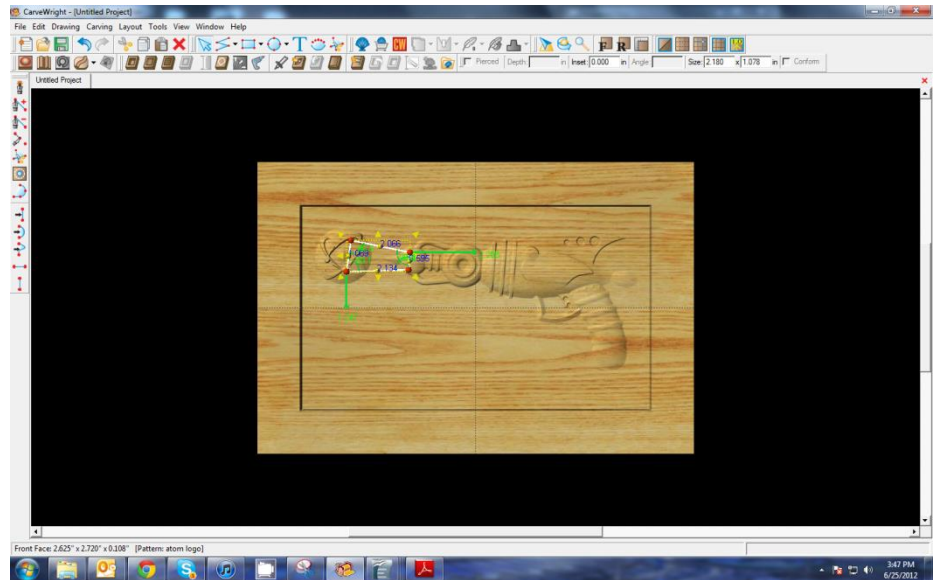 CarveWright - [Untitled Project]
File Edit Drawing Carving Layout Tools View Window Help
Pierced Depth in Inset 0.000 in Angle Size: 2.180 x 1.078 in Conform
Untitled Project
2.066
2.134
Front Face: 2.625" x 2.720" x 0.108" [Pattern: atom logo]
3:47 PM
6/25/2012